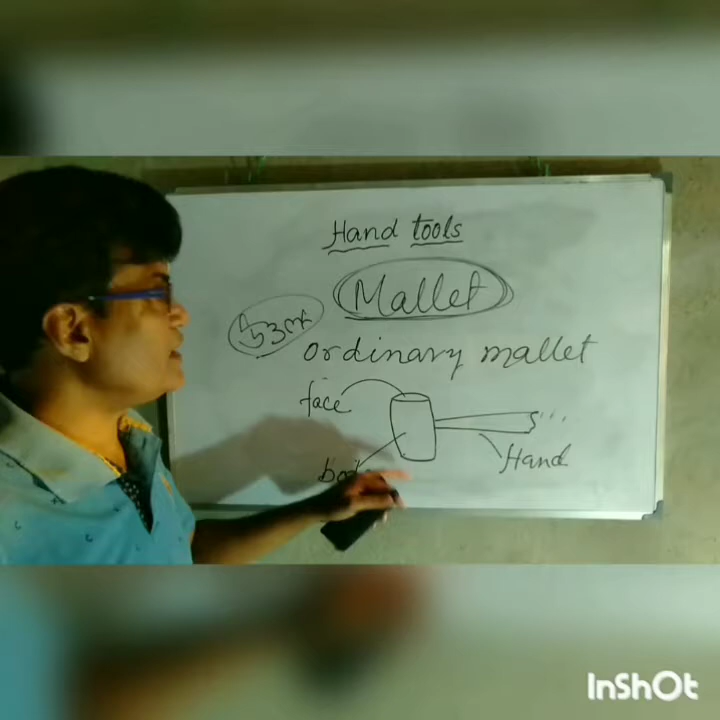 Hand tools
Mallet
ordinary mallet
face
Hand
InShOt